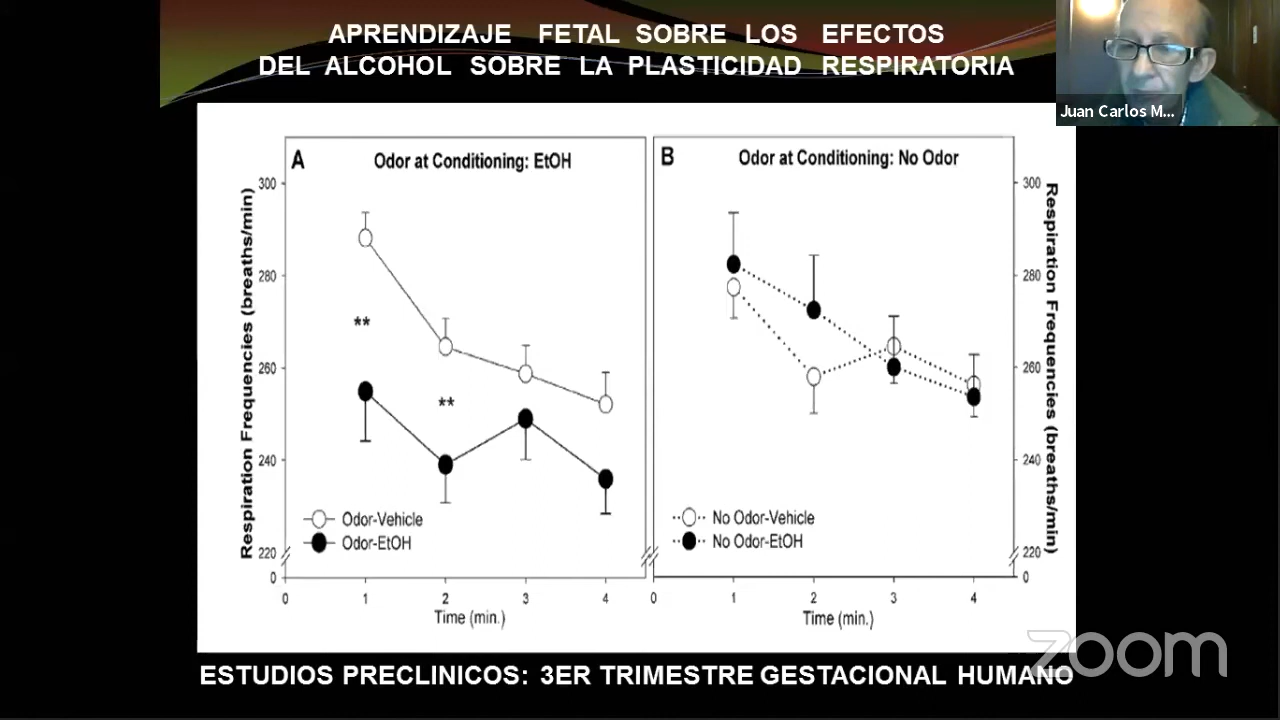 APRENDIZAJE FETAL SOBRE LOS EFECTOS
DEL ALCOHOL SOBRE LA PLASTICIDAD RESPIRATORIA
Juan Carlos M...
A
Odor at Conditioning: EtOH
Respiration Frequencies (breaths/min)
300
280
260
240
220
0
**
**
Odor-Vehicle
Odor-EtOH
0 1 2 3 4
Time (min.)
B
Odor at Conditioning: No Odor
No Odor-Vehicle
No Odor-EtOH
0 1 2 3 4
Time (min.)
300
280
260
240
220
0
Respiration Frequencies (breaths/min)
zoom
ESTUDIOS PRECLINICOS: 3ER TRIMESTRE GESTACIONAL HUMANO